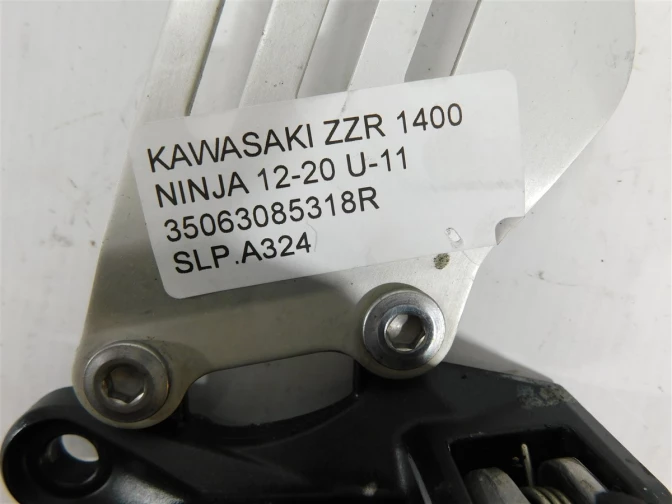 KAWASAKI ZZR 1400
NINJA 12-20 U-11
35063085318R
SLP.A324